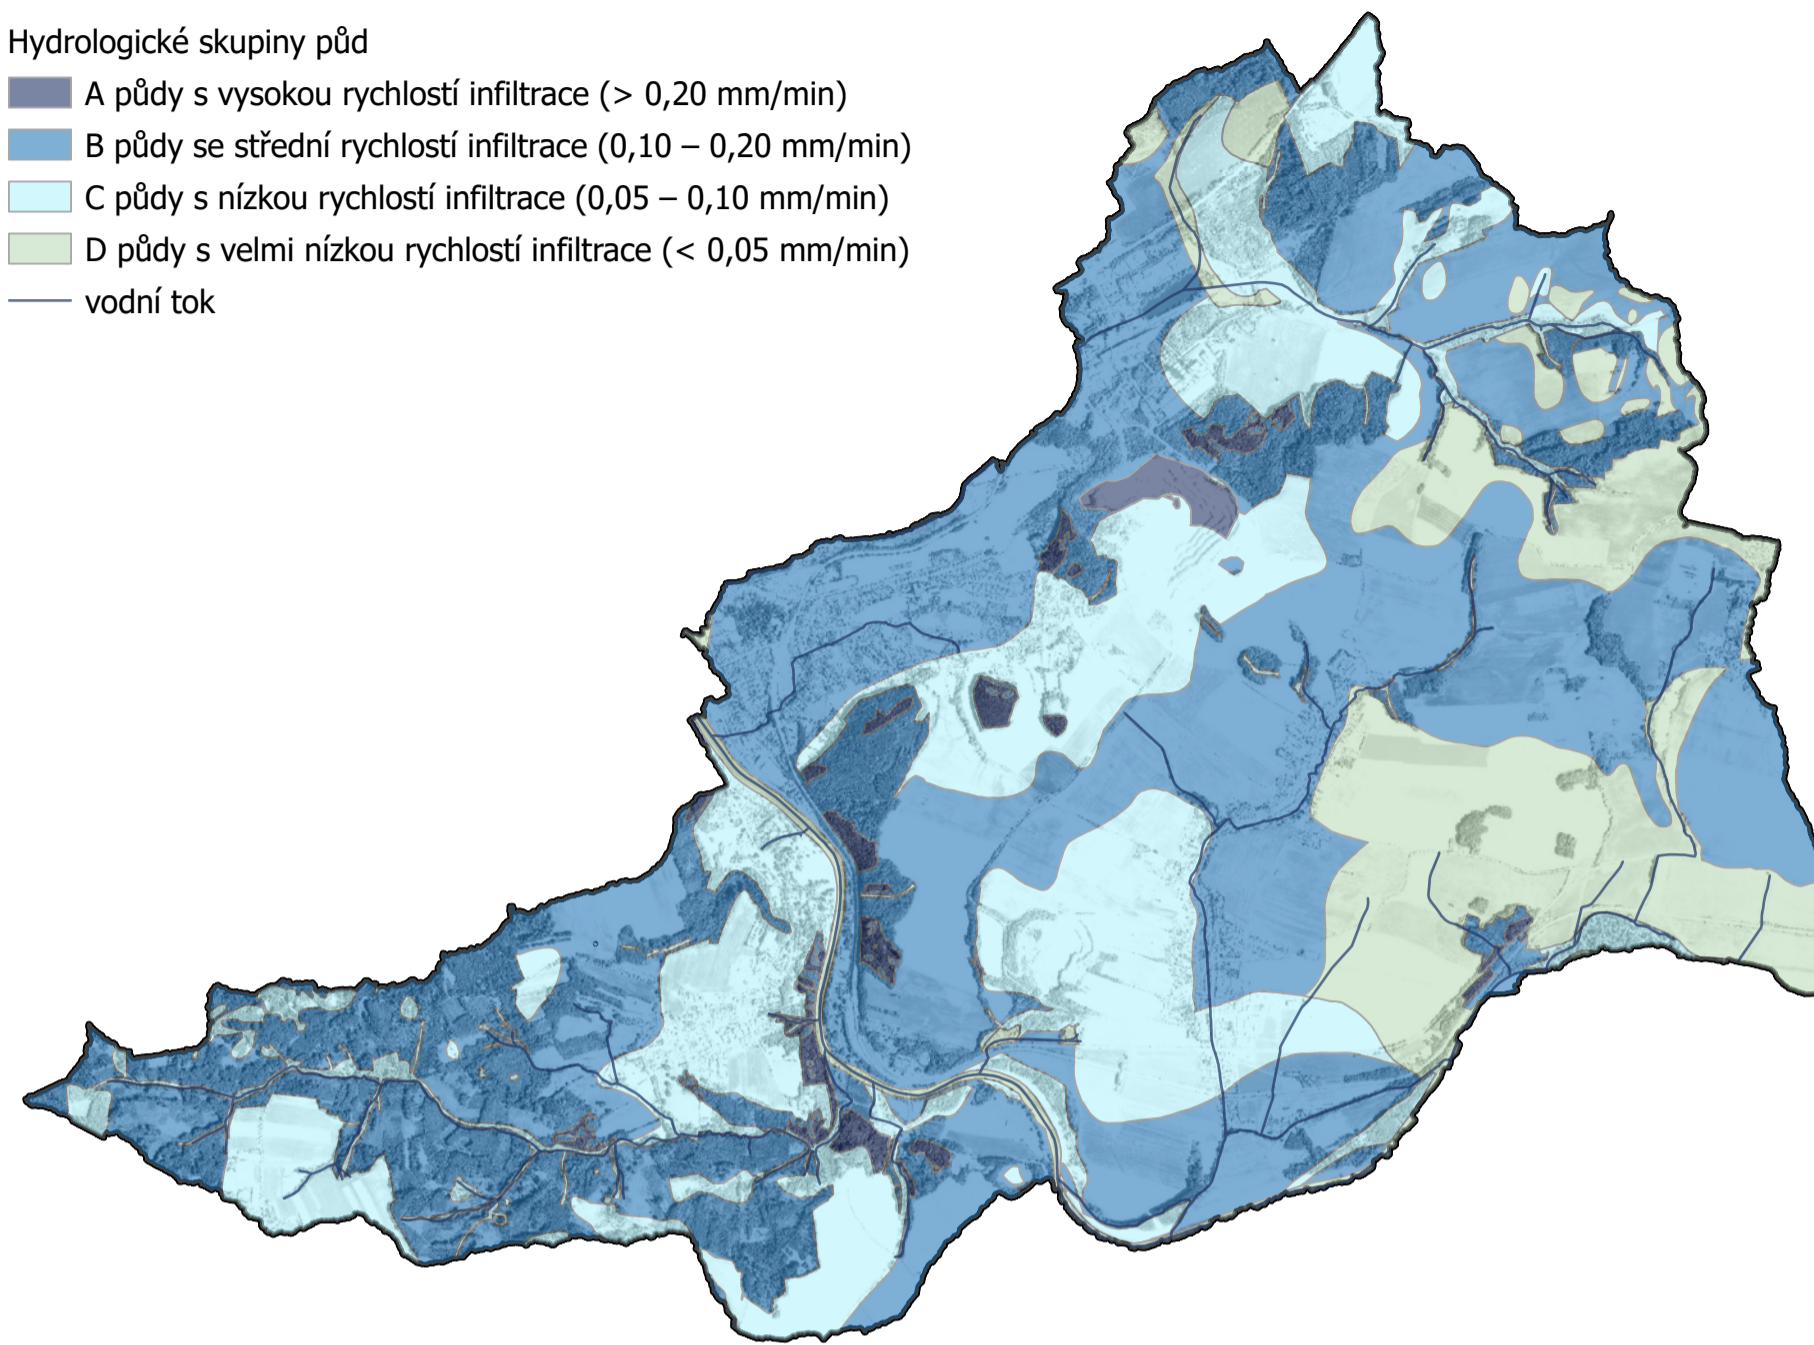 Hydrologické skupiny půd
A půdy s vysokou rychlostí infiltrace (> 0,20 mm/min)
B půdy se střední rychlostí infiltrace (0,10 – 0,20 mm/min)
C půdy s nízkou rychlostí infiltrace (0,05 – 0,10 mm/min)
D půdy s velmi nízkou rychlostí infiltrace (< 0,05 mm/min)
vodní tok